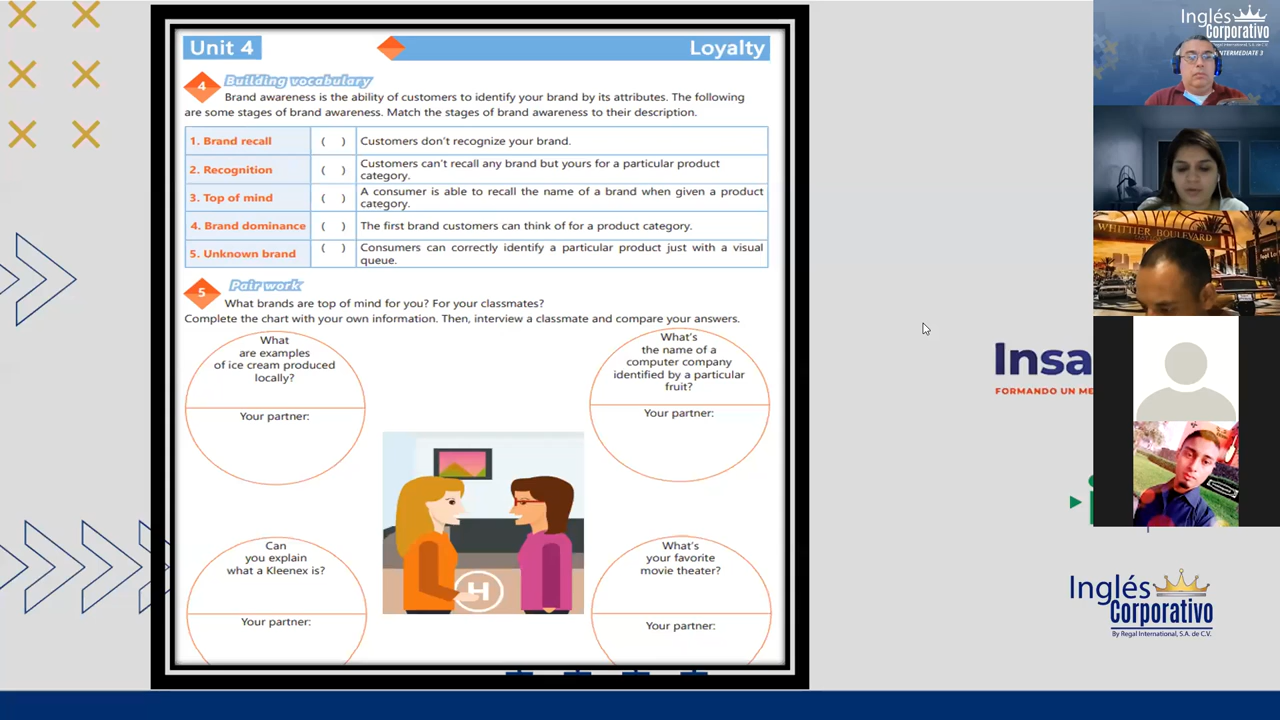 Unit 4
Loyalty
4
Building vocabulary
Brand awareness is the ability of customers to identify your brand by its attributes. The following
are some stages of brand awareness. Match the stages of brand awareness to their description.
1. Brand recall ( ) Customers don't recognize your brand.
2. Recognition ( ) Customers can't recall any brand but yours for a particular product
category.
3. Top of mind ( ) A consumer is able to recall the name of a brand when given a product
category.
4. Brand dominance ( ) The first brand customers can think of for a product category.
5. Unknown brand ( ) Consumers can correctly identify a particular product just with a visual
queue.
5
Pair work
What brands are top of mind for you? For your classmates?
Complete the chart with your own information. Then, interview a classmate and compare your answers.
What
are examples
of ice cream produced
locally?
Your partner:
What's
the name of a
computer company
identified by a particular
fruit?
Your partner:
Can
you explain
what a Kleenex is?
Your partner:
What's
your favorite
movie theater?
Your partner:
H
Inglés
Corporativo
By Regal International, S.A. de C.V.
INTERMEDIATE 3
WHITTIER BOULEVARD
Insa
FORMANDO UN ME
Inglés
Corporativo
By Regal International, S.A. de C.V.